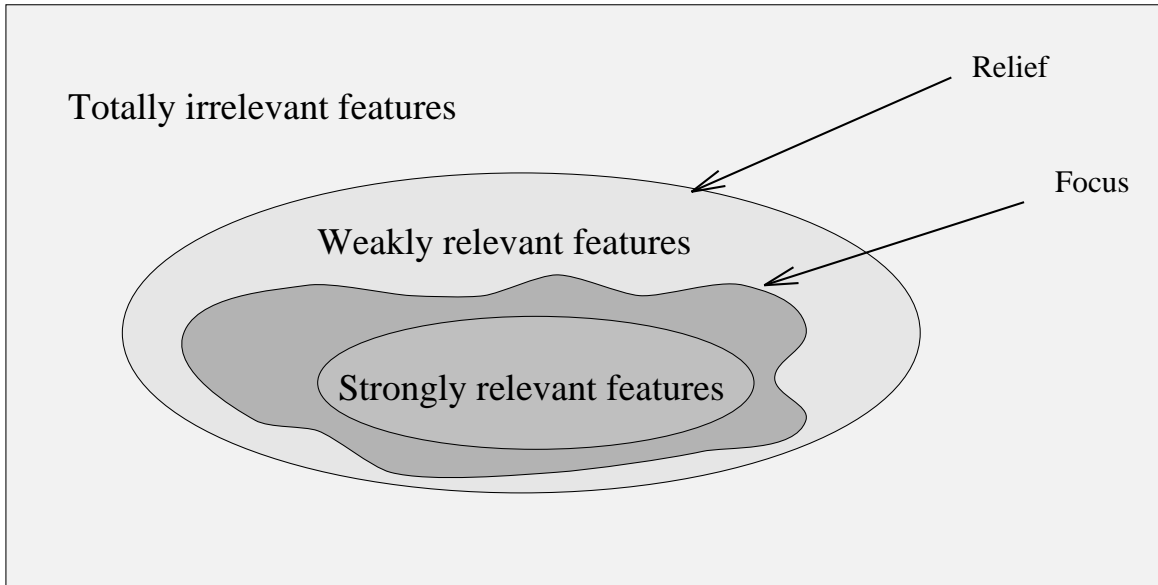 Relief
Totally irrelevant features
Focus
Weakly relevant features
Strongly relevant features